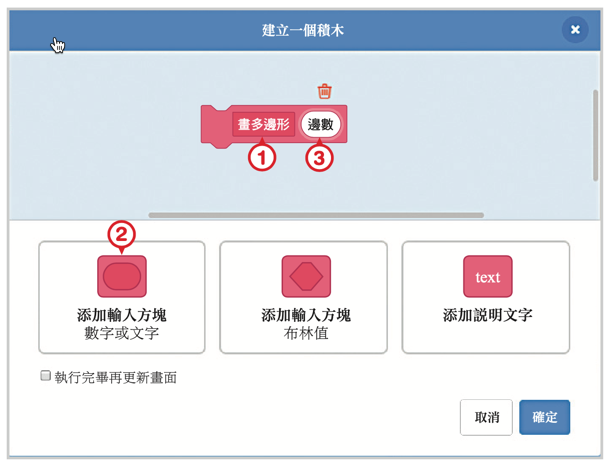 建立一個積木
畫多邊形 邊數
① ③
②
text
添加輸入方塊 添加輸入方塊 添加說明文字
數字或文字 布林值
執行完畢再更新畫面
取消 確定